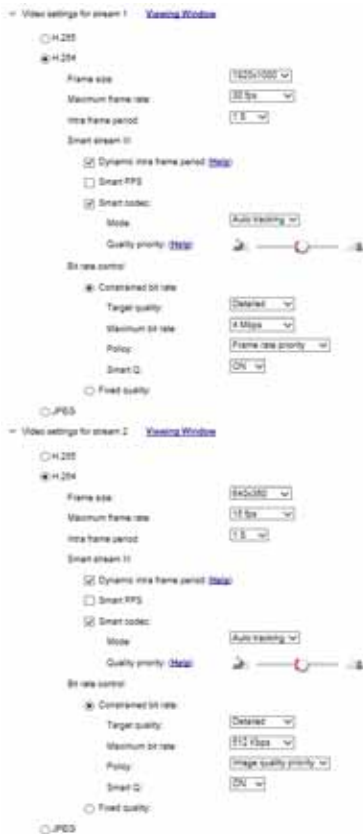 Video settings for stream 1 Viewing Window
H.265
H.264
Frame size: 1920x1080
Maximum frame rate: 30 fps
Intra frame period: 1 S
Smart stream III:
Dynamic intra frame period: (Help)
Smart FPS
Smart codec:
Mode: Auto tracking
Quality priority: (Help)
Bit rate control:
Constrained bit rate:
Target quality: Detailed
Maximum bit rate: 4 Mbps
Policy: Frame rate priority
Smart Q: ON
Fixed quality:
JPEG
Video settings for stream 2 Viewing Window
H.265
H.264
Frame size: 640x360
Maximum frame rate: 15 fps
Intra frame period: 1 S
Smart stream III:
Dynamic intra frame period: (Help)
Smart FPS
Smart codec:
Mode: Auto tracking
Quality priority: (Help)
Bit rate control:
Constrained bit rate:
Target quality: Detailed
Maximum bit rate: 512 Kbps
Policy: Image quality priority
Smart Q: ON
Fixed quality:
JPEG